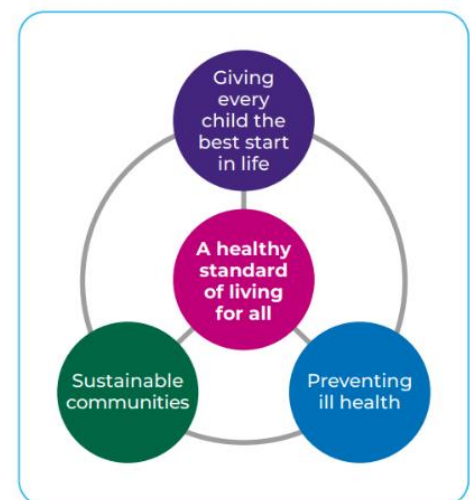 Giving
every
child the
best start
in life
A healthy
standard
of living
for all
Sustainable
communities
Preventing
ill health